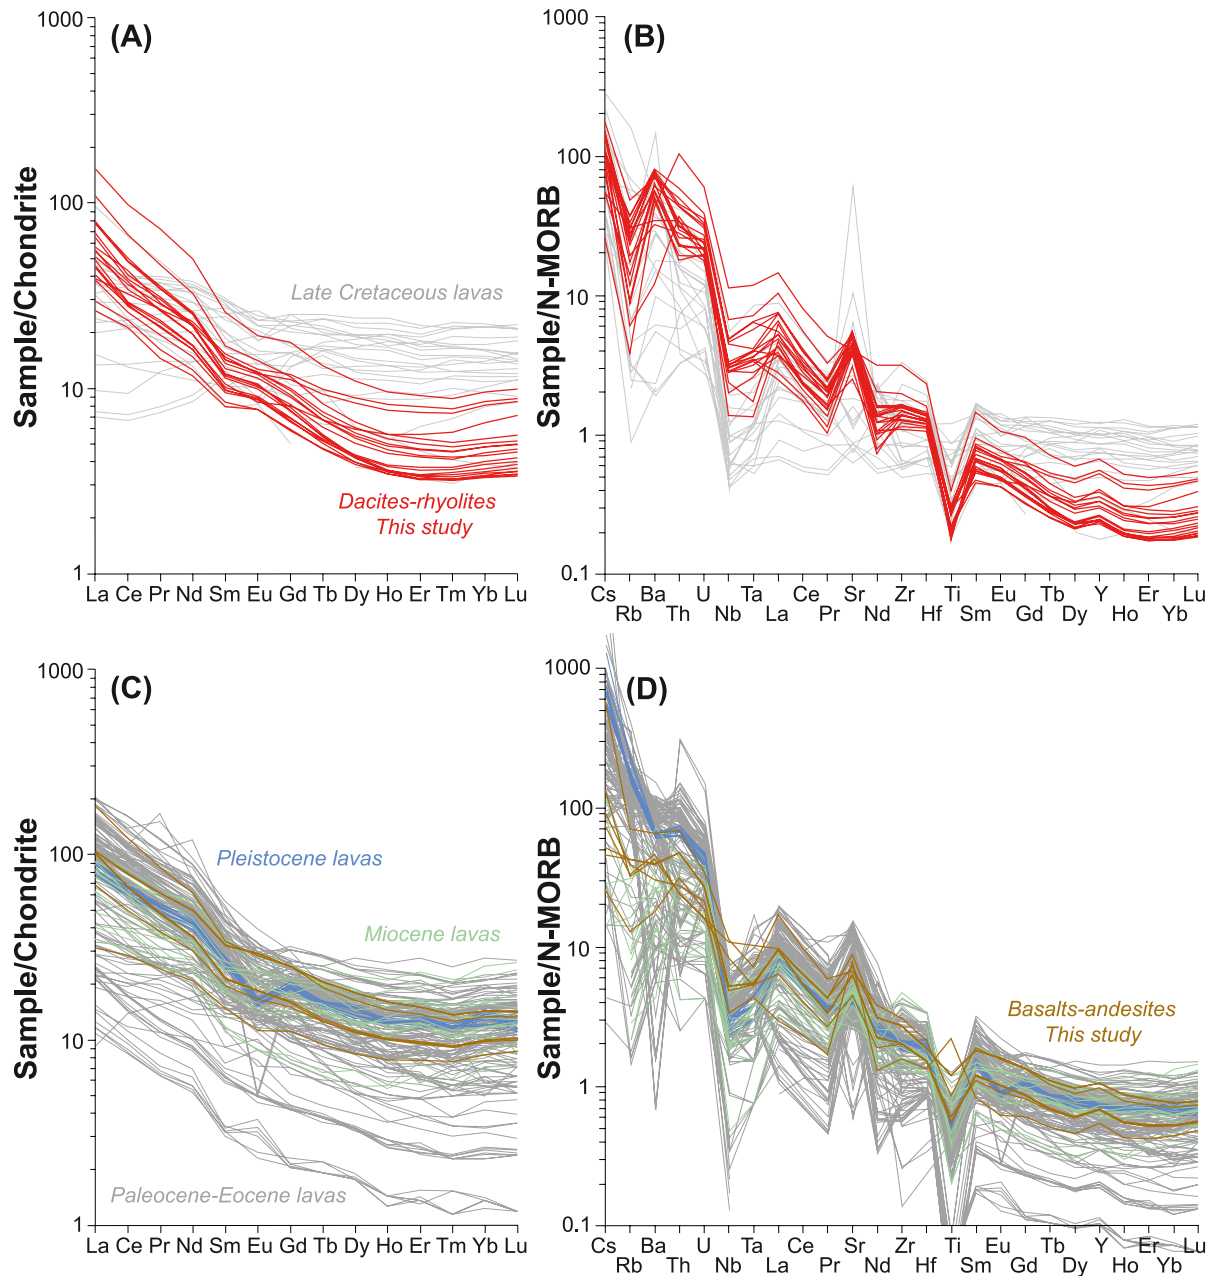 (A)
1000
100
10
1
Sample/Chondrite
Late Cretaceous lavas
Dacites-rhyolites
This study
La Ce Pr Nd Sm Eu Gd Tb Dy Ho Er Tm Yb Lu
(B)
1000
100
10
1
0.1
Sample/N-MORB
Cs Ba U Ta Ce Sr Zr Ti Eu Tb Y Er Lu
Rb Th Nb La Pr Nd Hf Sm Gd Dy Ho Yb
(C)
1000
100
10
1
Sample/Chondrite
Pleistocene lavas
Miocene lavas
Paleocene-Eocene lavas
La Ce Pr Nd Sm Eu Gd Tb Dy Ho Er Tm Yb Lu
(D)
1000
100
10
1
0.1
Sample/N-MORB
Basalts-andesites
This study
Cs Ba U Ta Ce Sr Zr Ti Eu Tb Y Er Lu
Rb Th Nb La Pr Nd Hf Sm Gd Dy Ho Yb